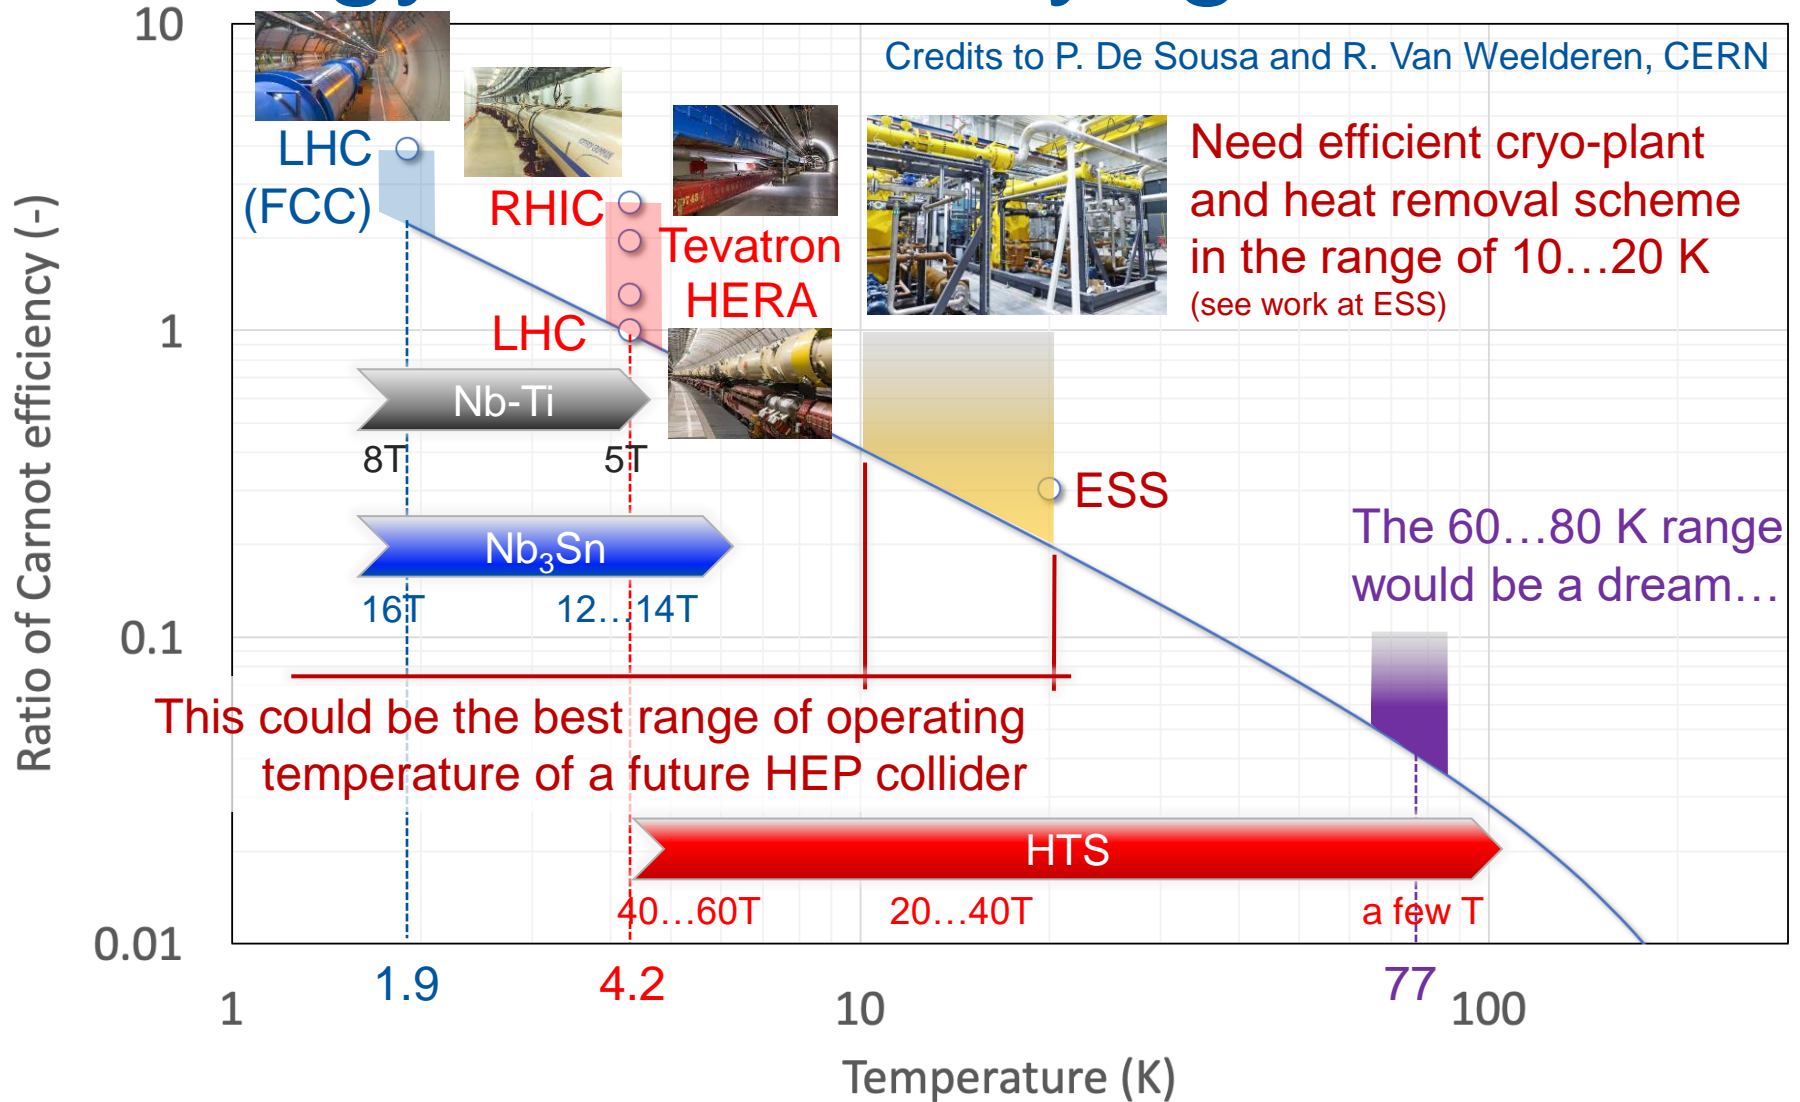 10
Credits to P. De Sousa and R. Van Weelderen, CERN
LHC
(FCC)
RHIC
Tevatron
HERA
LHC
Need efficient cryo-plant
and heat removal scheme
in the range of 10…20 K
(see work at ESS)
1
Nb-Ti
8T
5T
ESS
Nb₃Sn
16T
12…14T
The 60…80 K range
would be a dream…
0.1
This could be the best range of operating
temperature of a future HEP collider
HTS
40…60T
20…40T
a few T
0.01
1.9
4.2
77
1
10
100
Temperature (K)
Ratio of Carnot efficiency (-)